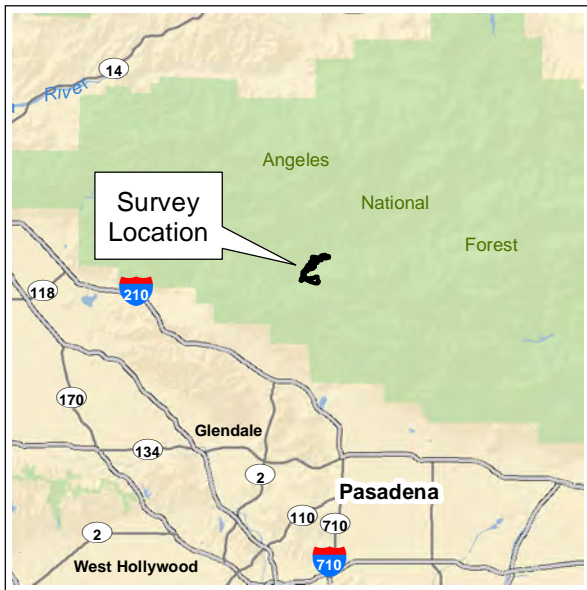 14
River
Angeles
Survey
Location
National
Forest
210
118
170
Glendale
134
2
Pasadena
110
710
2
West Hollywood
710